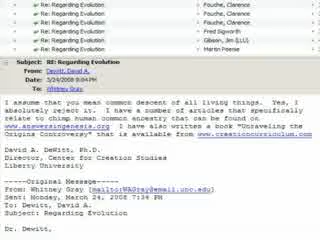 Re: Regarding Evolution Fouche, Clarence
Re: Regarding Evolution Fouche, Clarence
Re: Regarding Evolution Fouche, Clarence
Re: Regarding Evolution Fred Sigworth
Re: Regarding Evolution Gibson, Jim (LLU)
Re: Regarding Evolution Martin Poenie
Subject: RE: Regarding Evolution
From: Dewitt, David A.
Date: 3/24/2008 8:04 PM
To: Whitney Gray
I assume that you mean common descent of all living things. Yes, I
absolutely reject it. I have a number of articles that specifically
relate to chimp human common ancestry that can be found on
www.answersingenesis.org I have also written a book "Unraveling the
Origins Controversy" that is available from www.creationcurriculum.com
David A. DeWitt, Ph.D.
Director, Center for Creation Studies
Liberty University
-----Original Message-----
From: Whitney Gray [mailto:WAGray@email.unc.edu]
Sent: Monday, March 24, 2008 7:34 PM
To: Dewitt, David A.
Subject: Regarding Evolution
Dr. Dewitt,